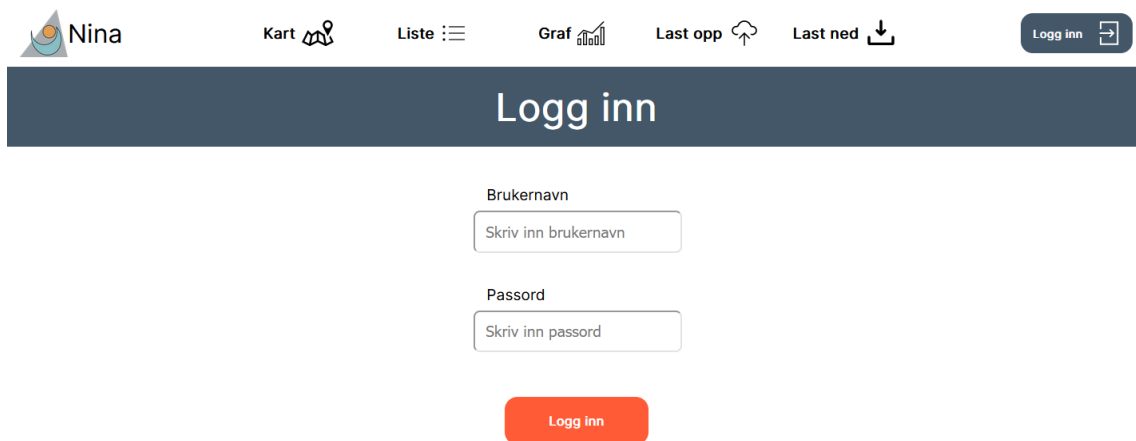 Nina Kart Liste Graf Last opp Last ned Logg inn
Logg inn
Brukernavn
Skriv inn brukernavn
Passord
Skriv inn passord
Logg inn